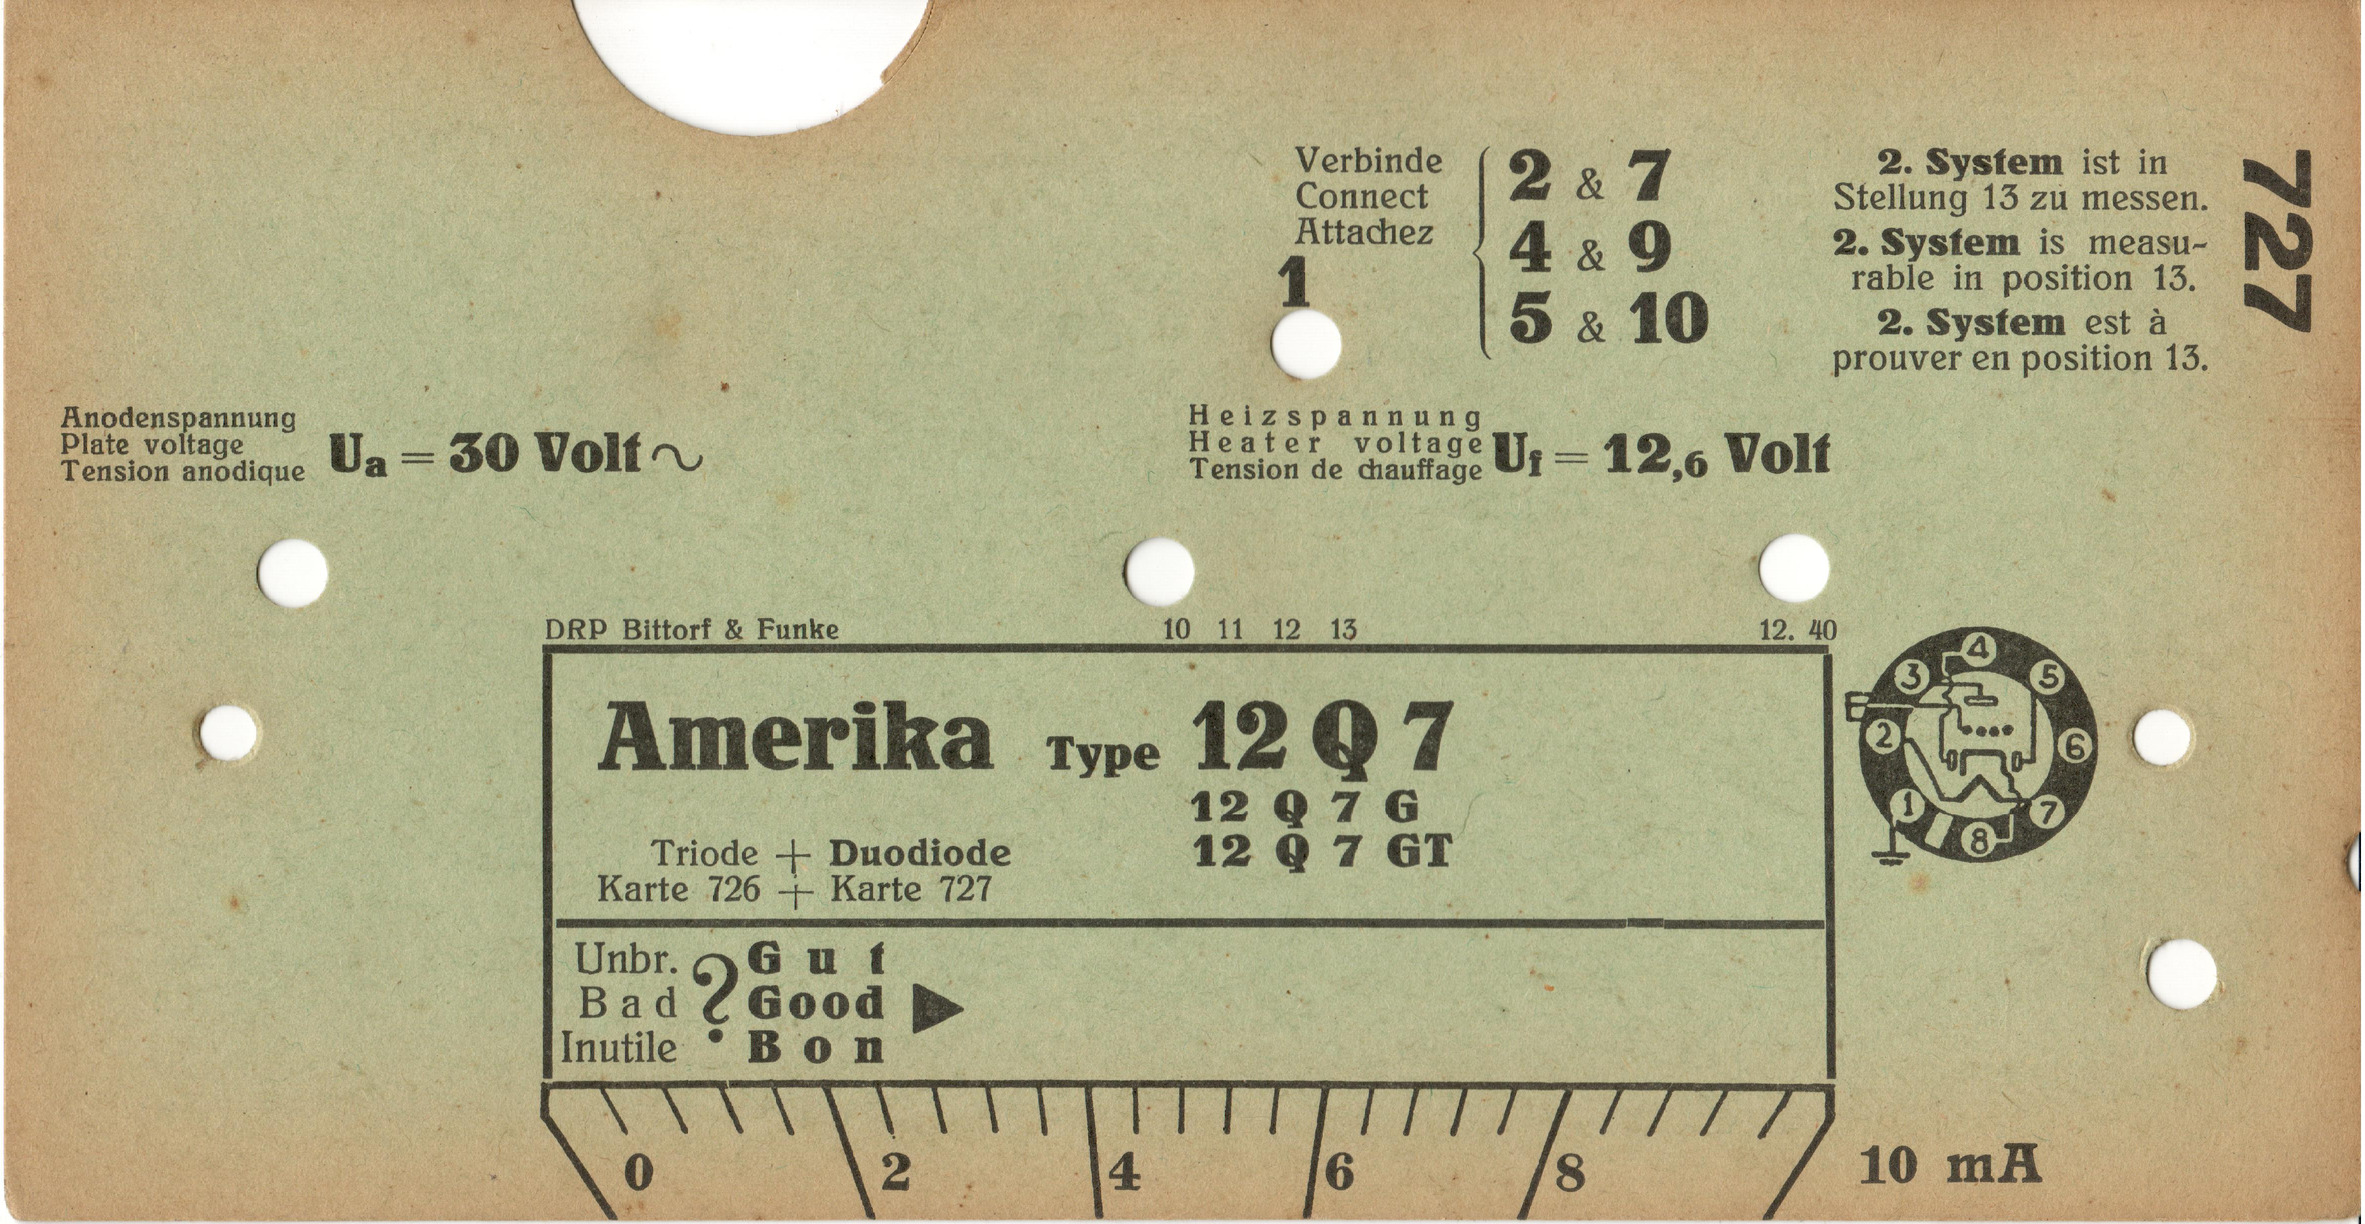 Verbinde
Connect
Attachez
1
2 & 7
4 & 9
5 & 10
2. System ist in
Stellung 13 zu messen.
2. System is measu-
rable in position 13.
2. System est à
prouver en position 13.
727
Anodenspannung
Plate voltage
Tension anodique
Ua = 30 Volt ~
Heizspannung
Heater voltage
Tension de chauffage
Uf = 12,6 Volt
DRP Bittorf & Funke
10 11 12 13
12. 40
Amerika Type 12 Q 7
12 Q 7 G
12 Q 7 GT
Triode + Duodiode
Karte 726 + Karte 727
4
3
5
2
6
1
7
8
Unbr. ? Gut
Bad Good
Inutile Bon
0 2 4 6 8 10 mA